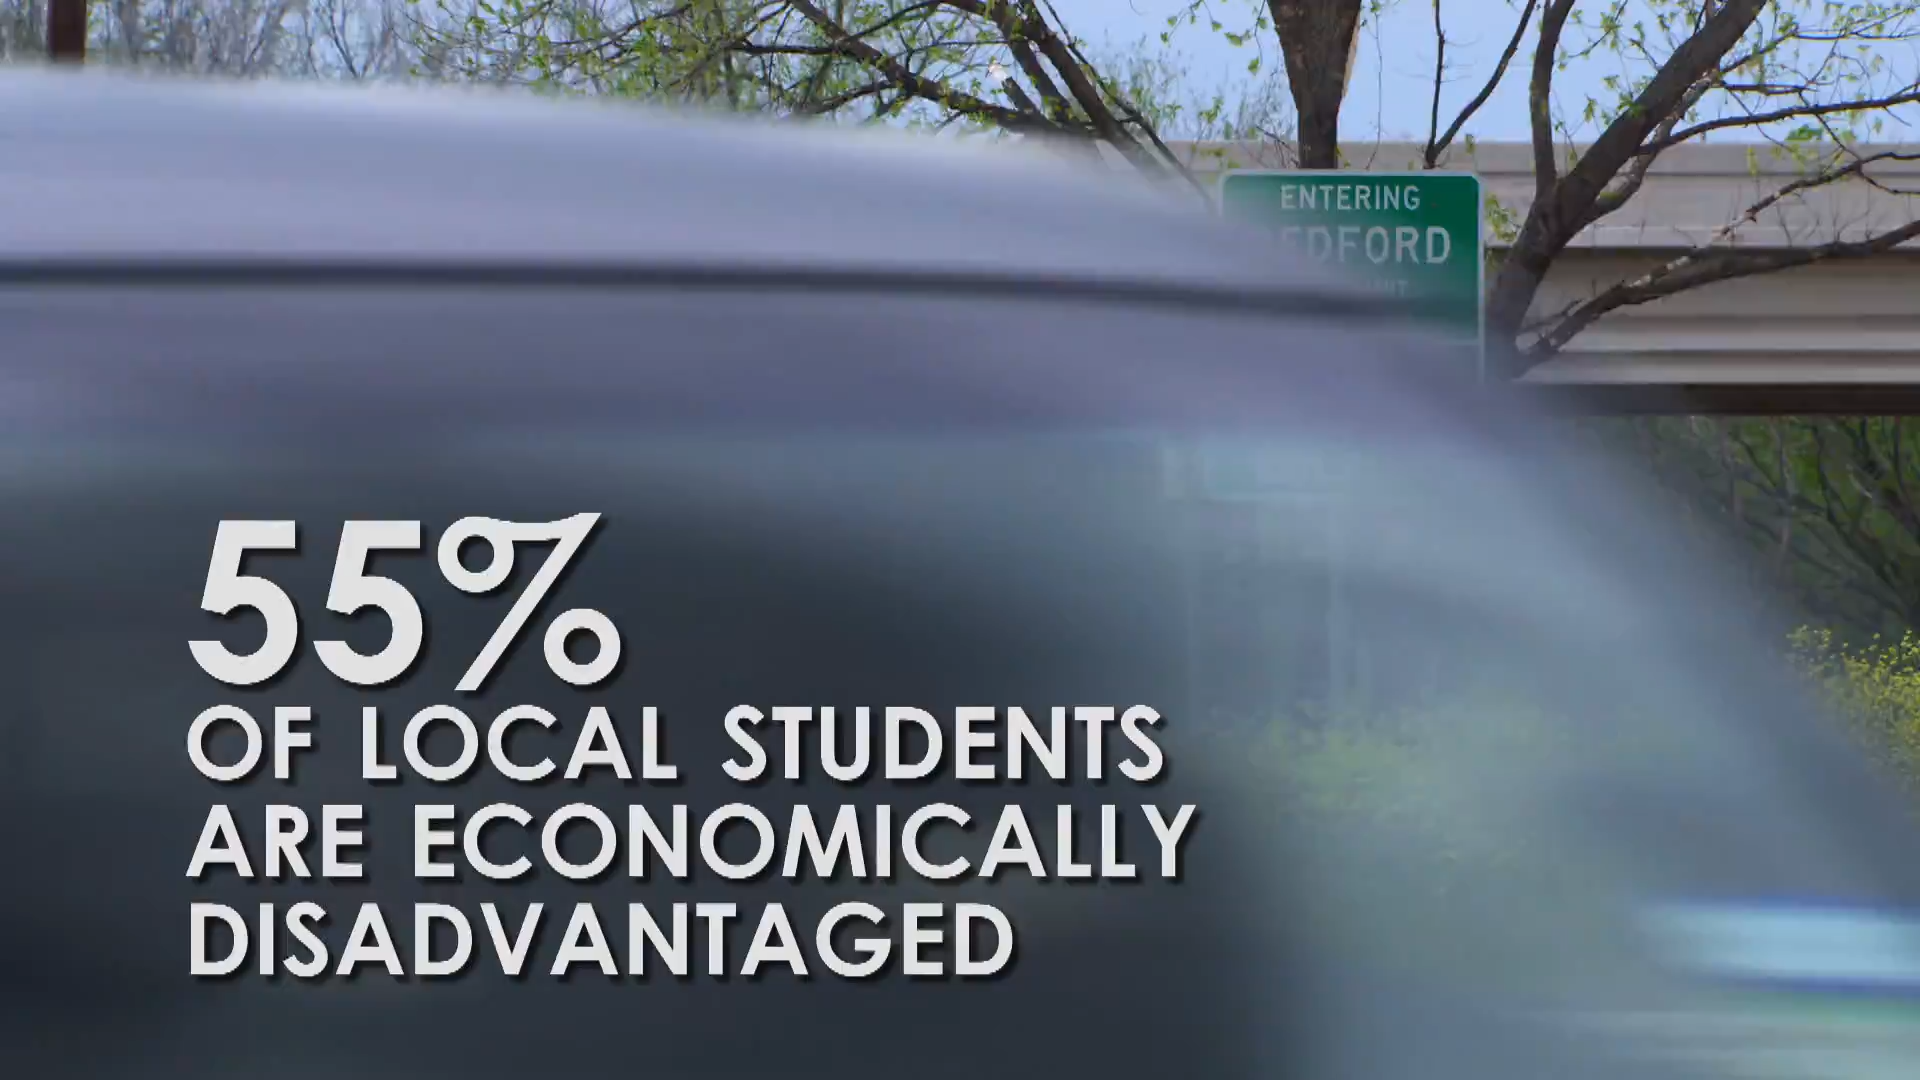 ENTERING
55%
OF LOCAL STUDENTS
ARE ECONOMICALLY
DISADVANTAGED